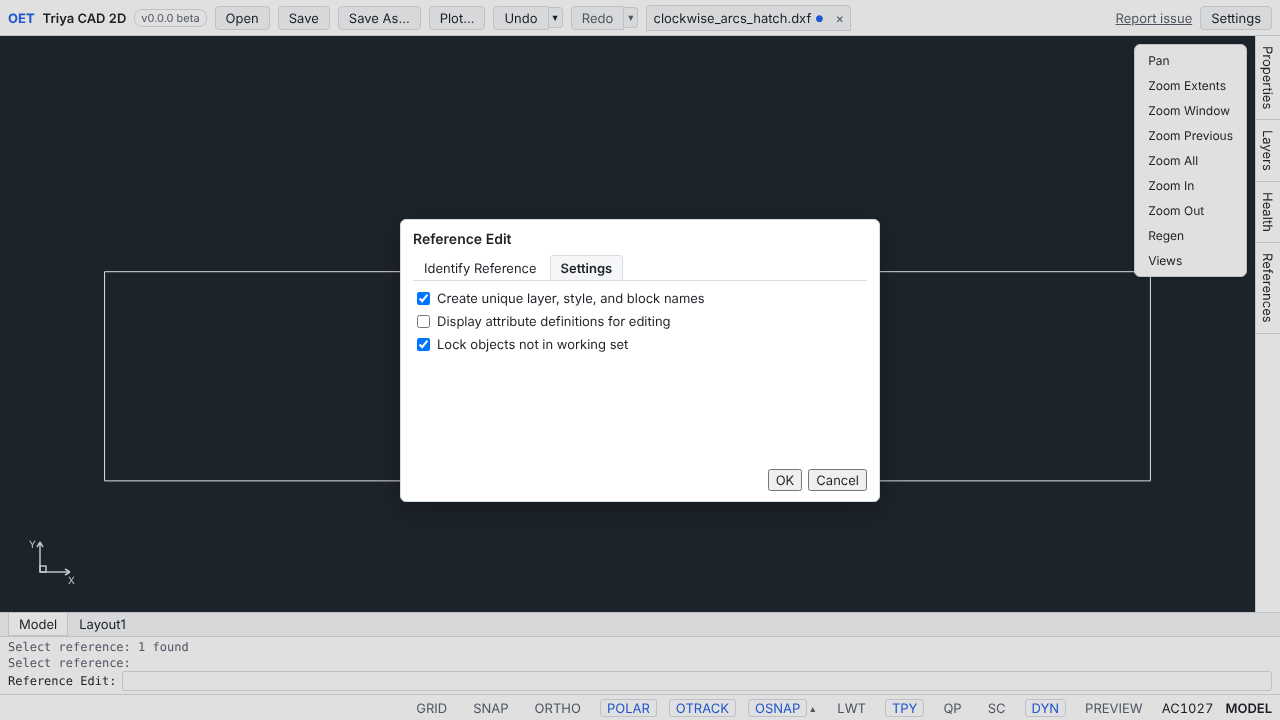 OET Triya CAD 2D v0.0.0 beta Open Save Save As... Plot... Undo ▾ Redo ▾ clockwise_arcs_hatch.dxf ● × Report issue Settings
Pan
Zoom Extents
Zoom Window
Zoom Previous
Zoom All
Zoom In
Zoom Out
Regen
Views
Properties
Layers
Health
References
Reference Edit
Identify Reference Settings
Create unique layer, style, and block names
Display attribute definitions for editing
Lock objects not in working set
OK Cancel
Y
X
Model Layout1
Select reference: 1 found
Select reference:
Reference Edit:
GRID SNAP ORTHO POLAR OTRACK OSNAP ▴ LWT TPY QP SC DYN PREVIEW AC1027 MODEL